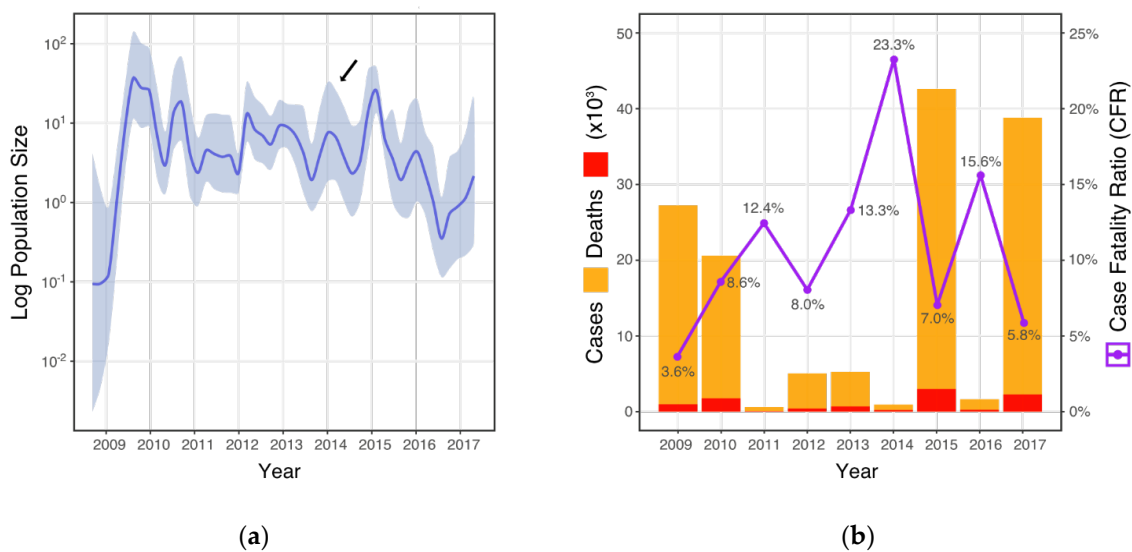 Log Population Size
10²
10¹
10⁰
10⁻¹
10⁻²
2009 2010 2011 2012 2013 2014 2015 2016 2017
Year
(a)
Cases Deaths (x10³)
50
40
30
20
10
0
3.6%
8.6%
12.4%
8.0%
13.3%
23.3%
7.0%
15.6%
5.8%
25%
20%
15%
10%
5%
0%
Case Fatality Ratio (CFR)
2009 2010 2011 2012 2013 2014 2015 2016 2017
Year
(b)